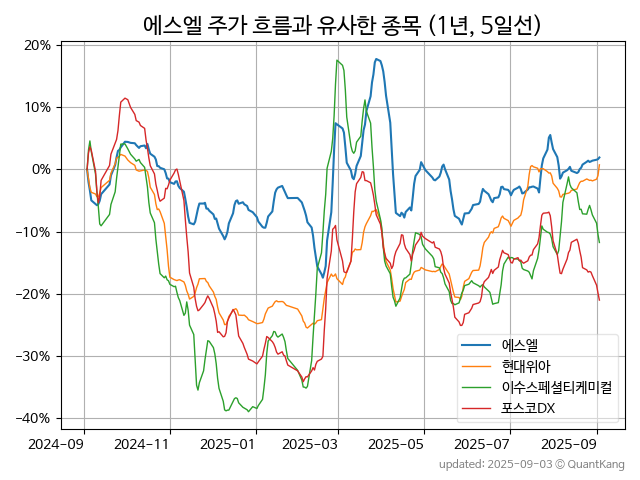 에스엘 주가 흐름과 유사한 종목 (1년, 5일선)
20%
10%
0%
−10%
−20%
−30%
−40%
에스엘
현대위아
이수스페셜티케미컬
포스코DX
2024-09 2024-11 2025-01 2025-03 2025-05 2025-07 2025-09
updated: 2025-09-03 © QuantKang